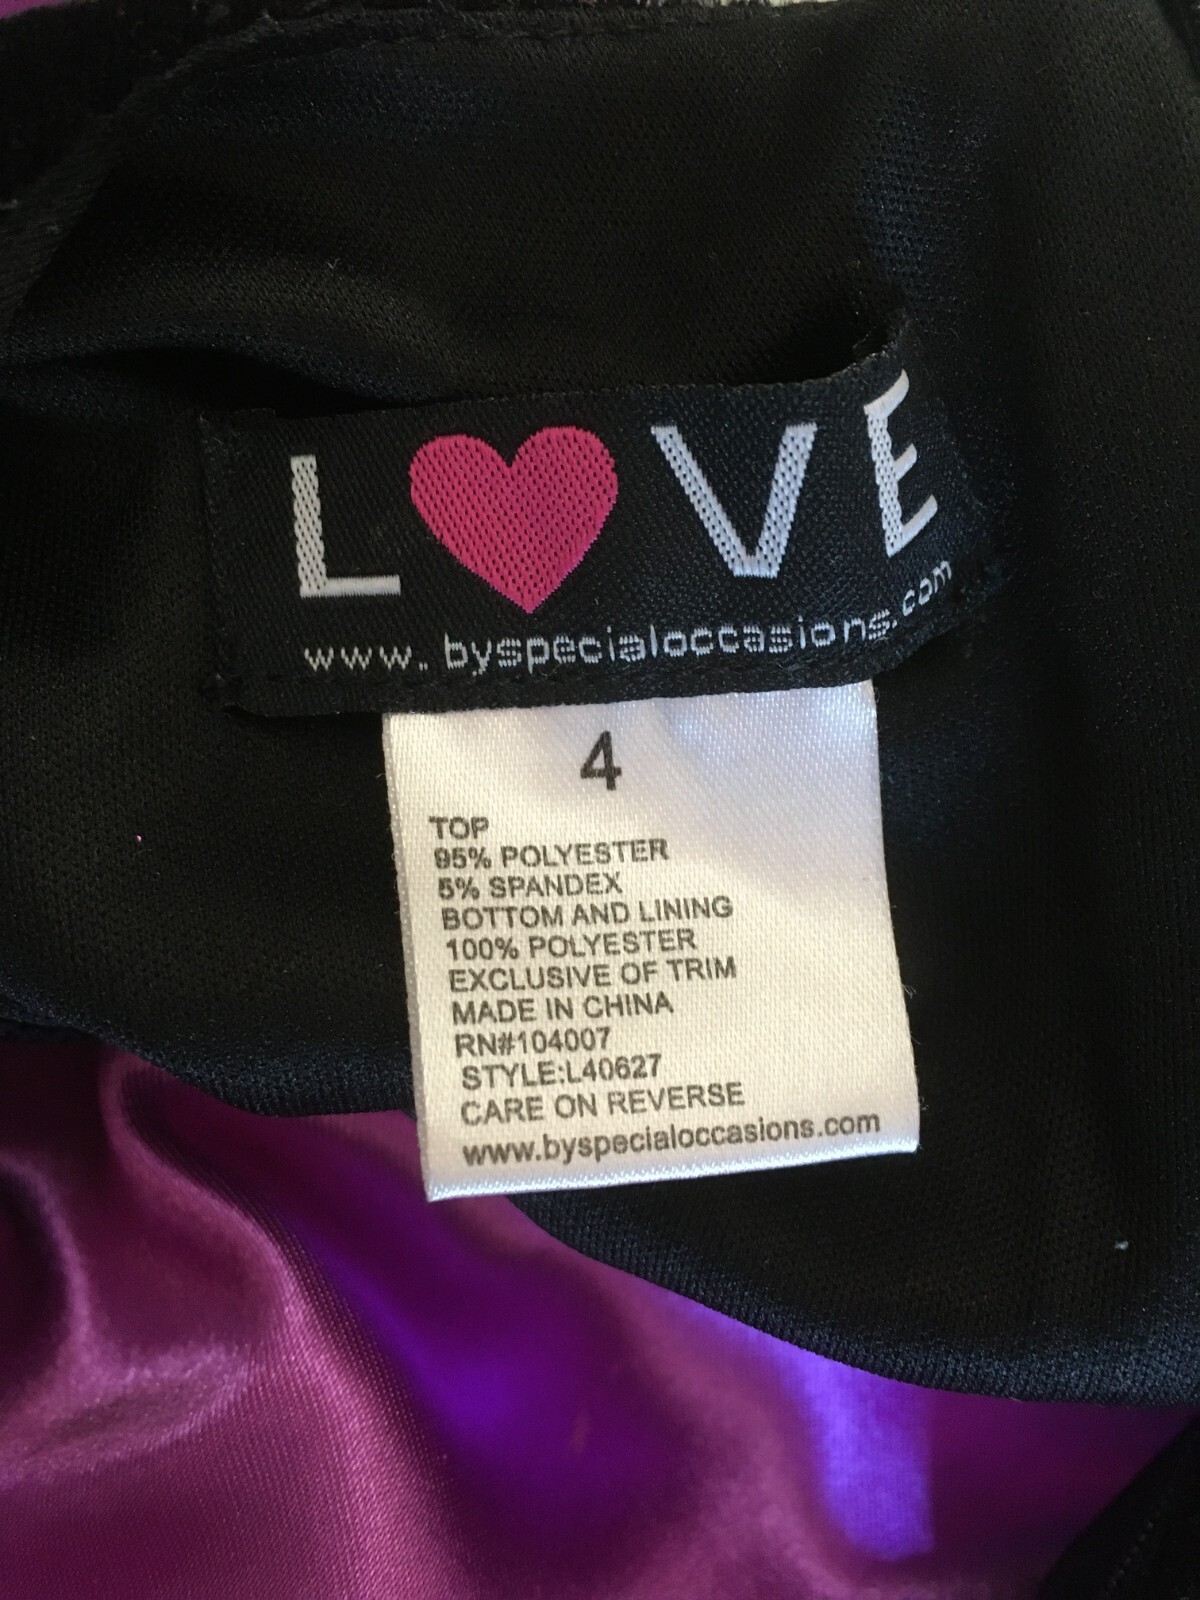 L♥VE
www.byspecialoccasions.com
4
TOP
95% POLYESTER
5% SPANDEX
BOTTOM AND LINING
100% POLYESTER
EXCLUSIVE OF TRIM
MADE IN CHINA
RN#104007
STYLE:L40627
CARE ON REVERSE
www.byspecialoccasions.com